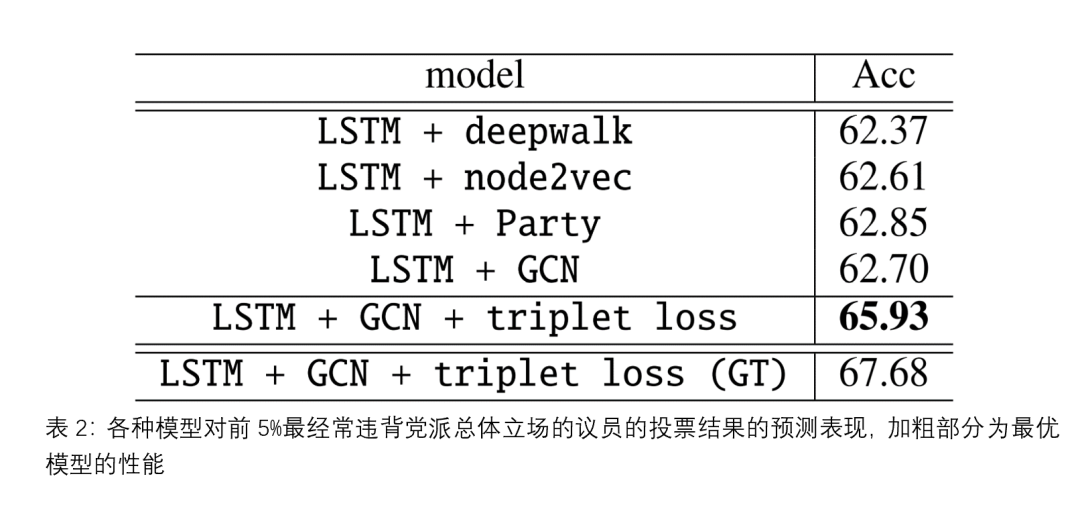 model Acc
LSTM + deepwalk 62.37
LSTM + node2vec 62.61
LSTM + Party 62.85
LSTM + GCN 62.70
LSTM + GCN + triplet loss 65.93
LSTM + GCN + triplet loss (GT) 67.68
表 2: 各种模型对前 5%最经常违背党派总体立场的议员的投票结果的预测表现, 加粗部分为最优
模型的性能